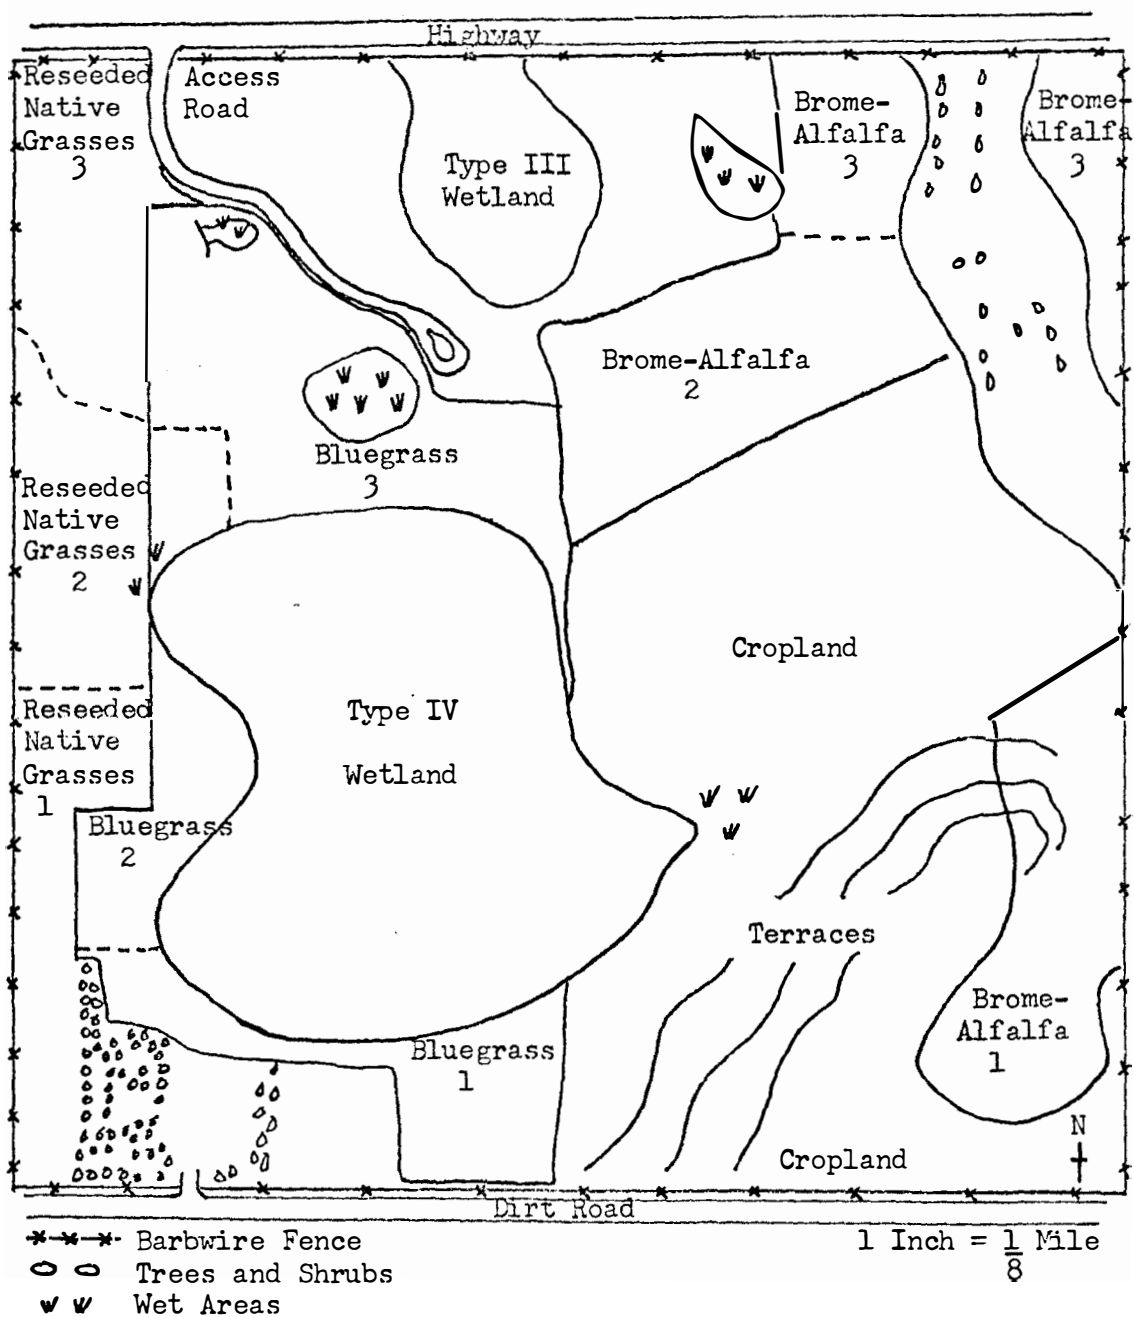 Highway
Reseeded
Native
Grasses
3
Access
Road
Type III
Wetland
Brome-
Alfalfa
3
Brome-
Alfalfa
3
Brome-Alfalfa
2
Bluegrass
3
Reseeded
Native
Grasses
2
Cropland
Reseeded
Native
Grasses
1
Type IV
Wetland
Bluegrass
2
Terraces
Brome-
Alfalfa
1
Bluegrass
1
N
Cropland
Dirt Road
Barbwire Fence
Trees and Shrubs
Wet Areas
1 Inch = 1/8 Mile